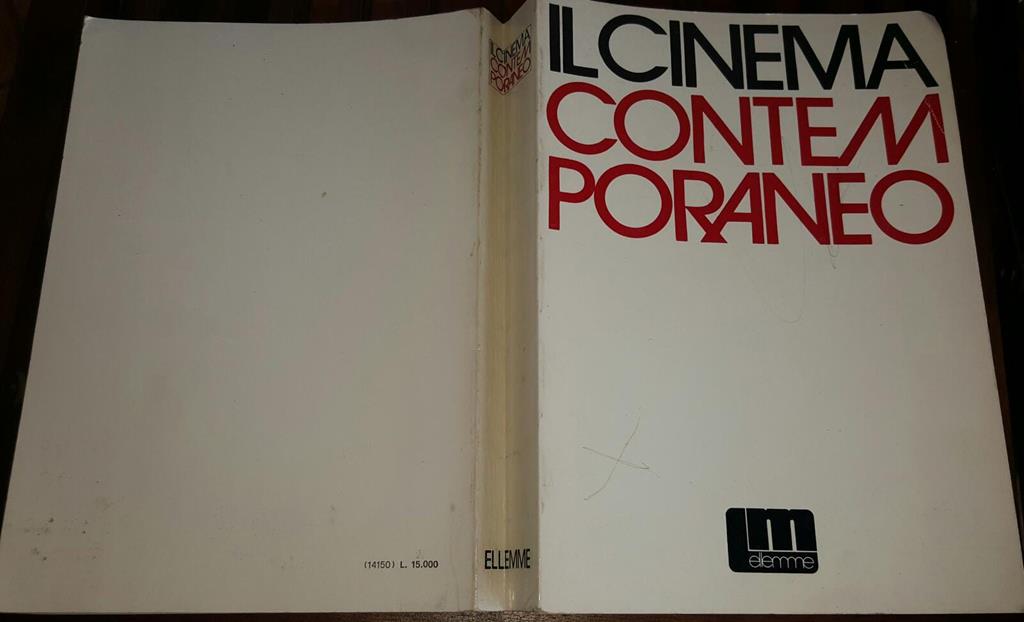 IL CINEMA
CONTEM
PORANEO
IL CINEMA
CONTEM
PORANEO
ELLEMME
(14150) L. 15.000
lm
ellemme